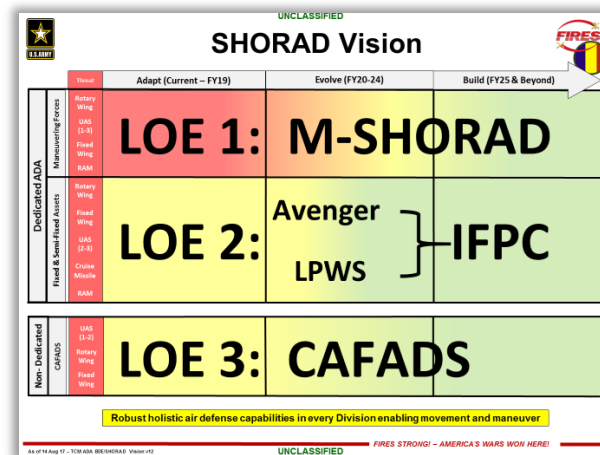 UNCLASSIFIED
U.S.ARMY
SHORAD Vision
FIRES
Threat
Adapt (Current – FY19)
Evolve (FY20-24)
Build (FY25 & Beyond)
Dedicated ADA
Maneuvering Forces
Rotary
Wing
UAS
(1-3)
Fixed
Wing
RAM
LOE 1: M-SHORAD
Fixed & Semi-Fixed Assets
Rotary
Wing
Fixed
Wing
UAS
(2-3)
Cruise
Missile
RAM
LOE 2:
Avenger
LPWS
IFPC
Non- Dedicated
CAFADS
UAS
(1-2)
Rotary
Wing
Fixed
Wing
LOE 3: CAFADS
Robust holistic air defense capabilities in every Division enabling movement and maneuver
FIRES STRONG! – AMERICA'S WARS WON HERE!
As of 14 Aug 17 – TCM ADA BDE/SHORAD Vision v12
UNCLASSIFIED